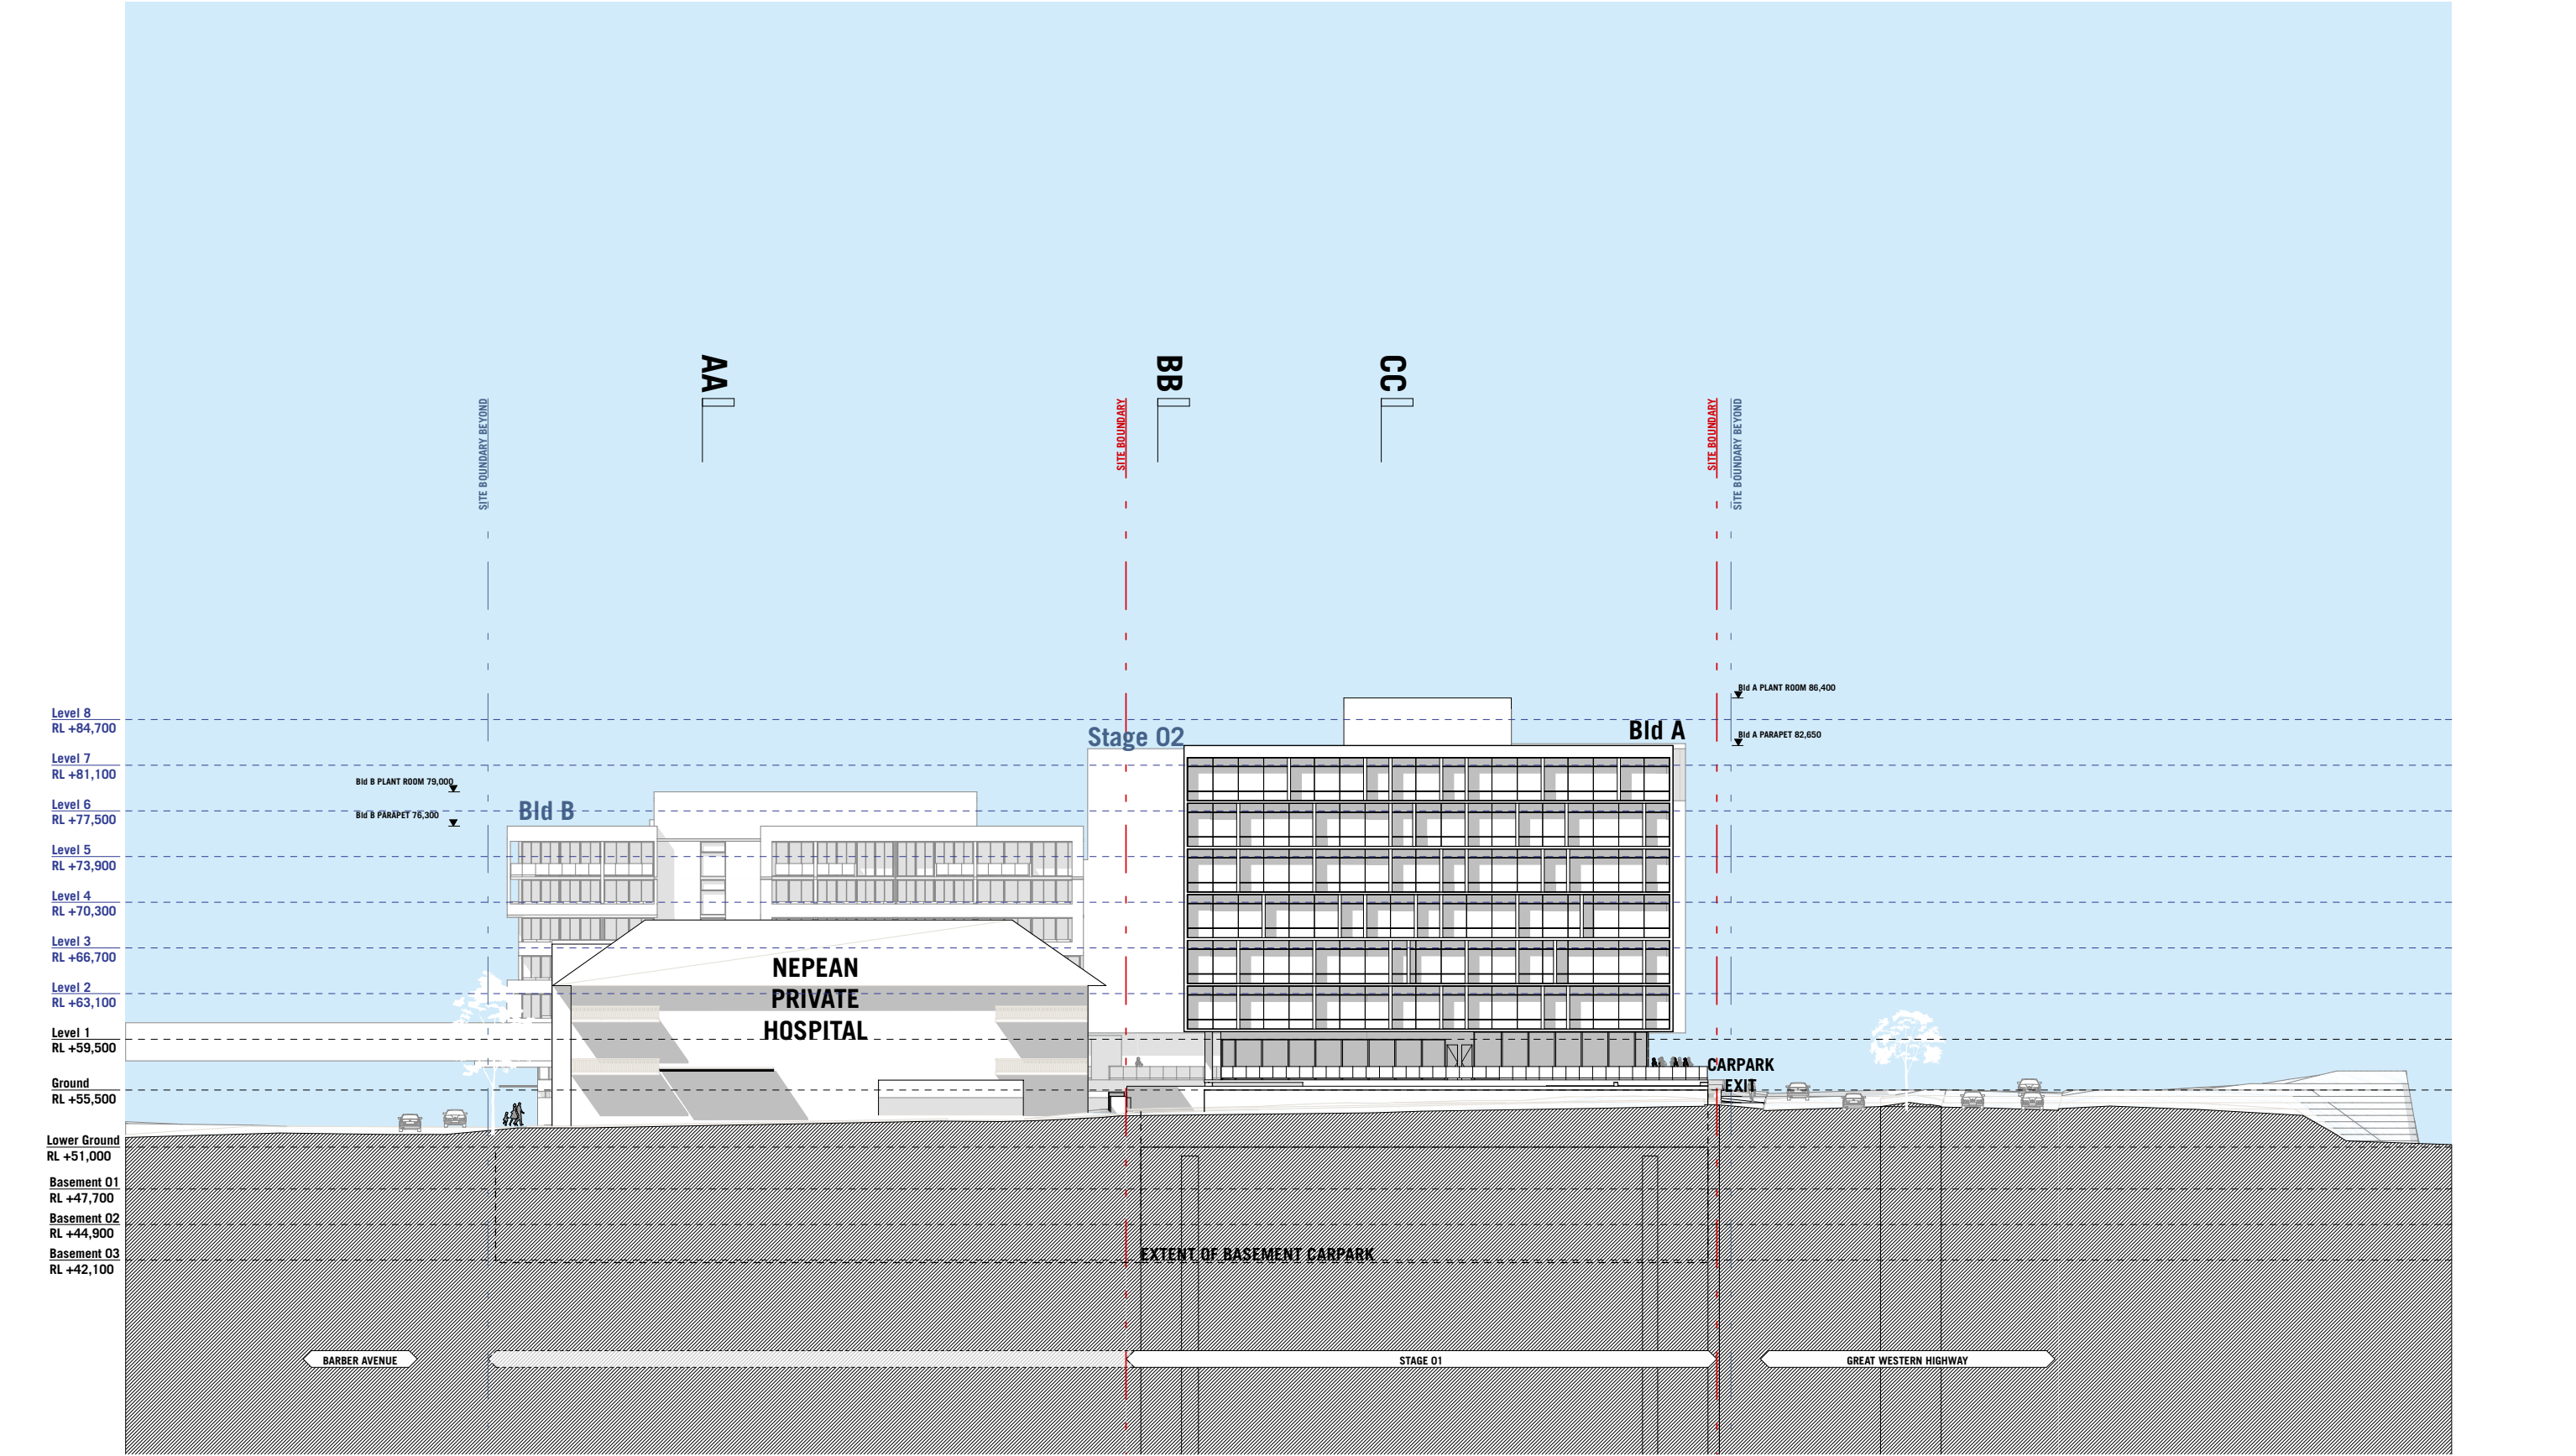 AA
BB
CC
SITE BOUNDARY BEYOND
SITE BOUNDARY
SITE BOUNDARY
SITE BOUNDARY BEYOND
Bld A PLANT ROOM 86,400
Level 8
RL +84,700
Stage 02
Bld A
Bld A PARAPET 82,650
Level 7
RL +81,100
Bld B PLANT ROOM 79,000
Level 6
RL +77,500
Bld B PARAPET 76,300
Bld B
Level 5
RL +73,900
Level 4
RL +70,300
Level 3
RL +66,700
NEPEAN
PRIVATE
HOSPITAL
Level 2
RL +63,100
Level 1
RL +59,500
CARPARK
EXIT
Ground
RL +55,500
Lower Ground
RL +51,000
Basement 01
RL +47,700
Basement 02
RL +44,900
Basement 03
RL +42,100
EXTENT OF BASEMENT CARPARK
BARBER AVENUE
STAGE 01
GREAT WESTERN HIGHWAY